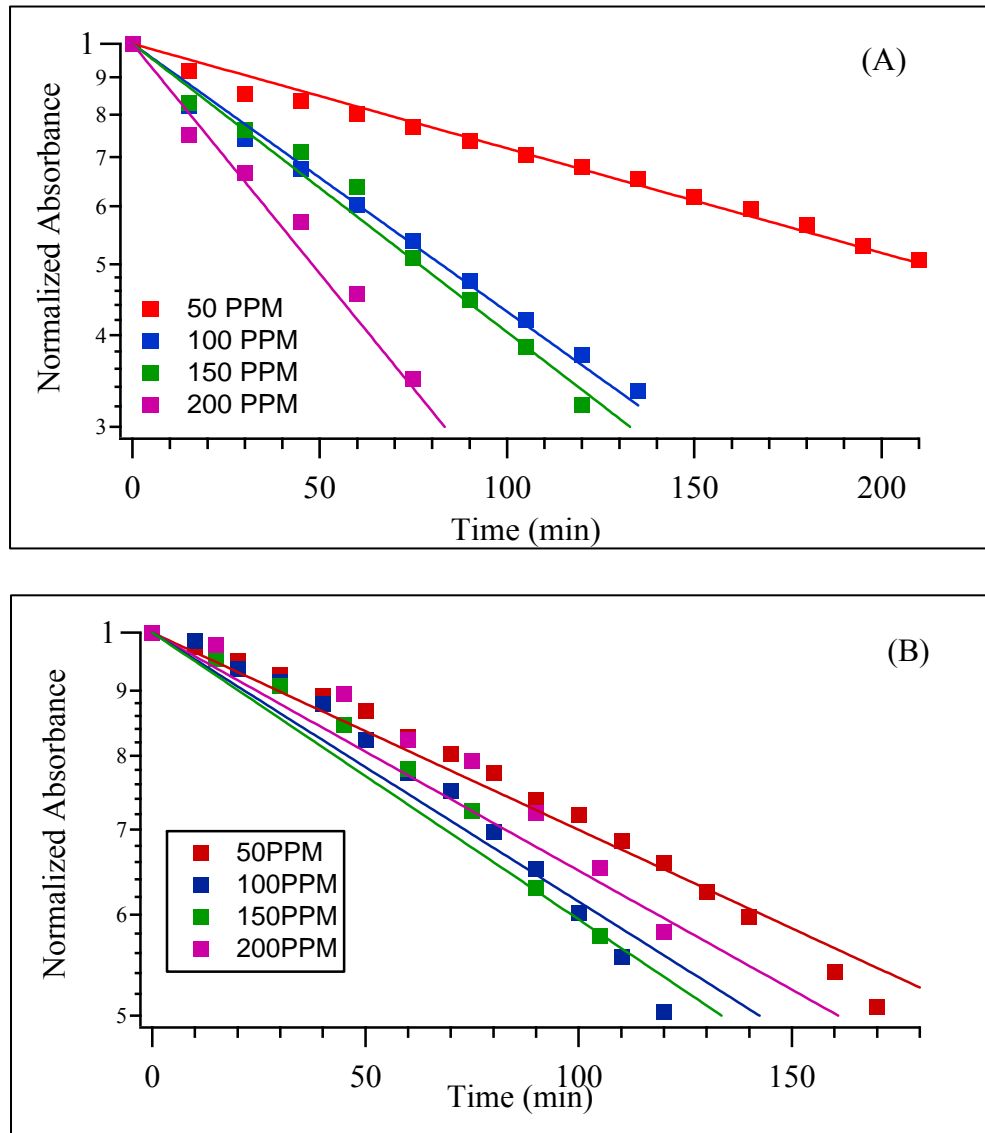 (A)
Normalized Absorbance
1
9
8
7
6
5
4
3
50 PPM
100 PPM
150 PPM
200 PPM
0 50 100 150 200
Time (min)
(B)
Normalized Absorbance
1
9
8
7
6
5
50PPM
100PPM
150PPM
200PPM
0 50 100 150
Time (min)